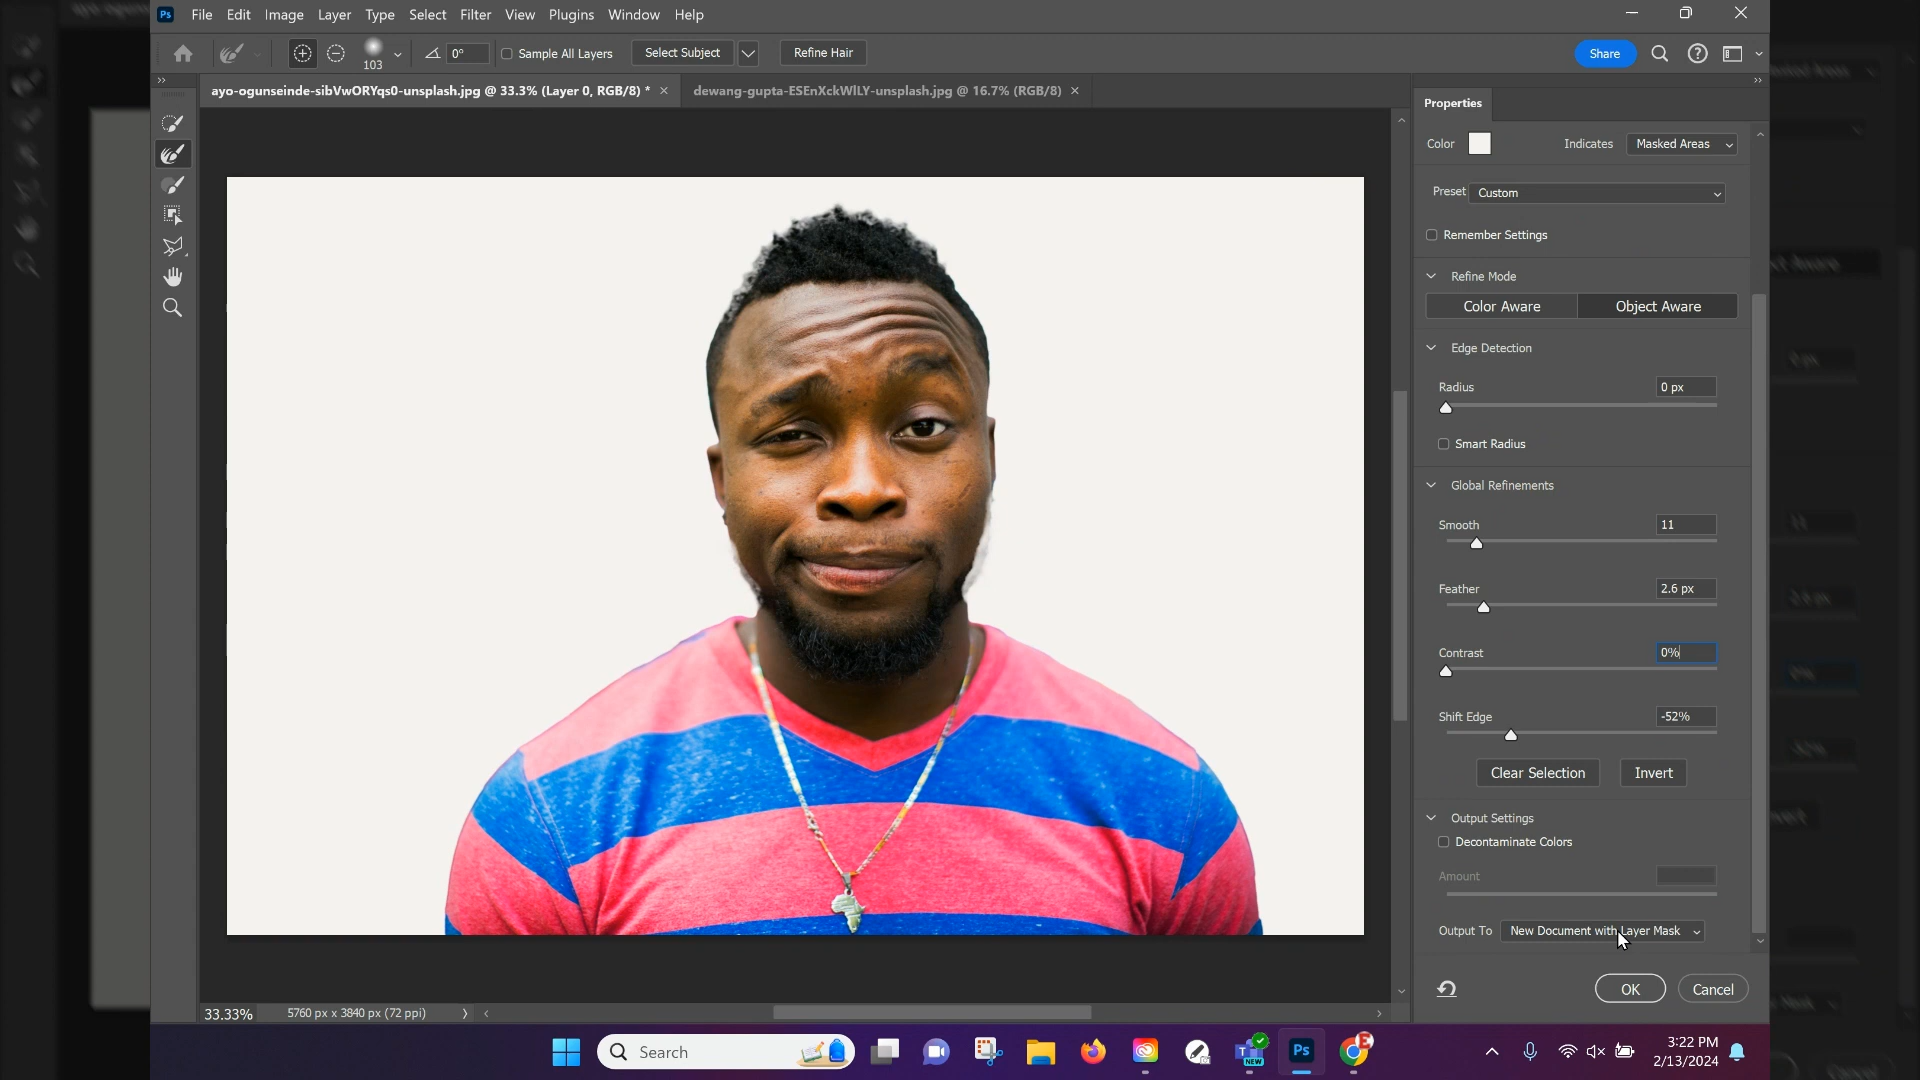 Ps File Edit Image Layer Type Select Filter View Plugins Window Help
103 0° Sample All Layers Select Subject Refine Hair Share
ayo-ogunseinde-sibVwORYqs0-unsplash.jpg @ 33.3% (Layer 0, RGB/8) * × dewang-gupta-ESEnXckWlLY-unsplash.jpg @ 16.7% (RGB/8) ×
Properties
Color Indicates Masked Areas
Preset Custom
Remember Settings
Refine Mode
Color Aware Object Aware
Edge Detection
Radius 0 px
Smart Radius
Global Refinements
Smooth 11
Feather 2.6 px
Contrast 0%
Shift Edge -52%
Clear Selection Invert
Output Settings
Decontaminate Colors
Amount
Output To New Document with Layer Mask
OK Cancel
33.33% 5760 px x 3840 px (72 ppi)
Search NEW Ps E
3:22 PM
2/13/2024